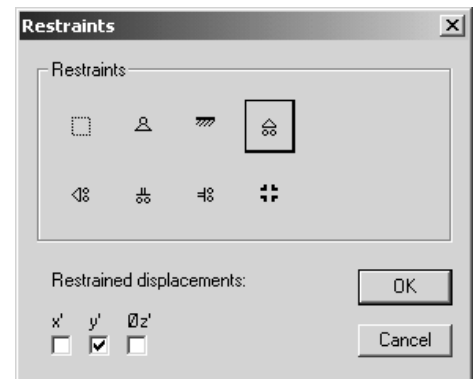 Restraints
Restraints
Restrained displacements:
x' y' Øz'
OK
Cancel